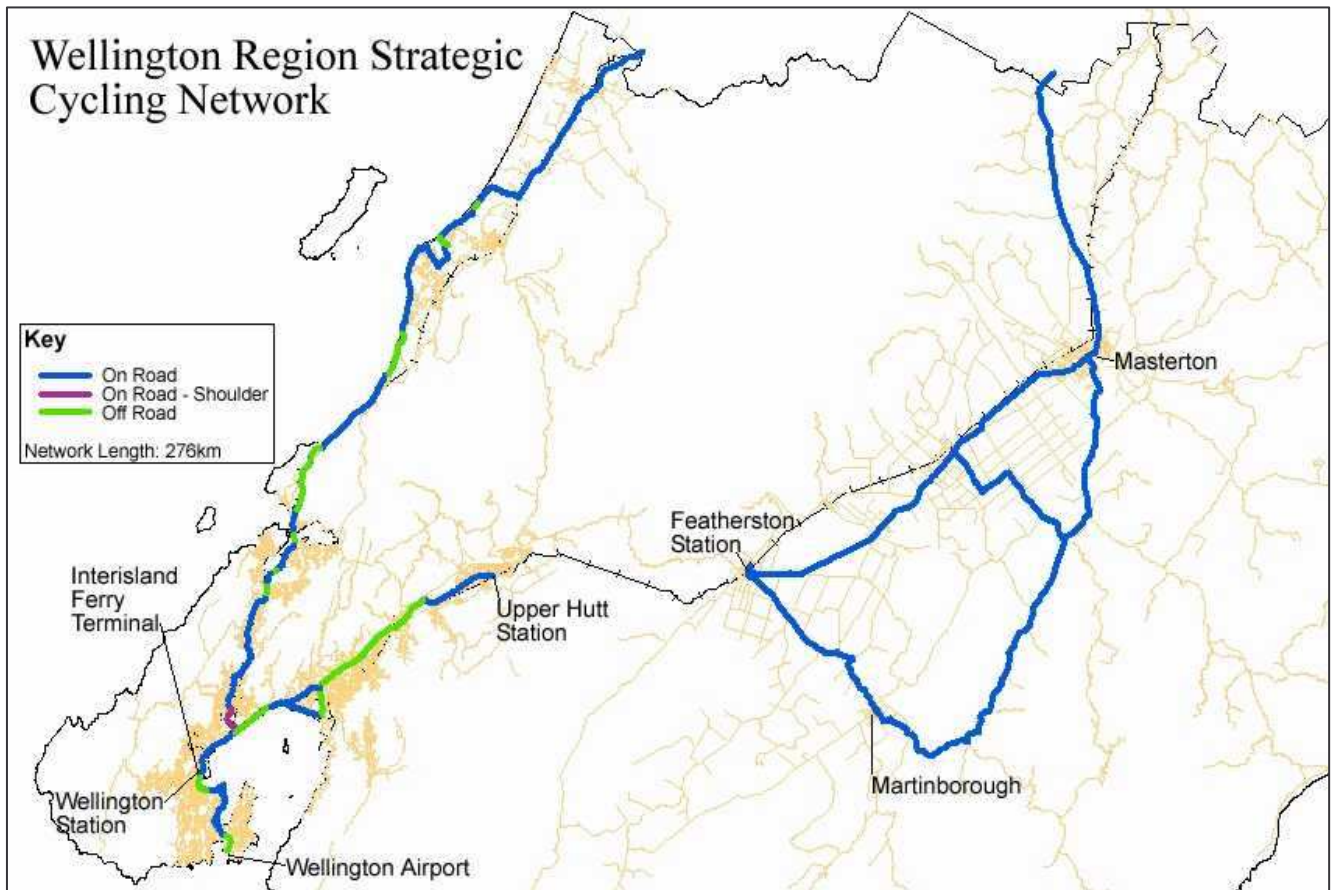 Wellington Region Strategic
Cycling Network
Key
On Road
On Road - Shoulder
Off Road
Network Length: 276km
Masterton
Featherston
Station
Interisland
Ferry
Terminal
Upper Hutt
Station
Martinborough
Wellington
Station
Wellington Airport